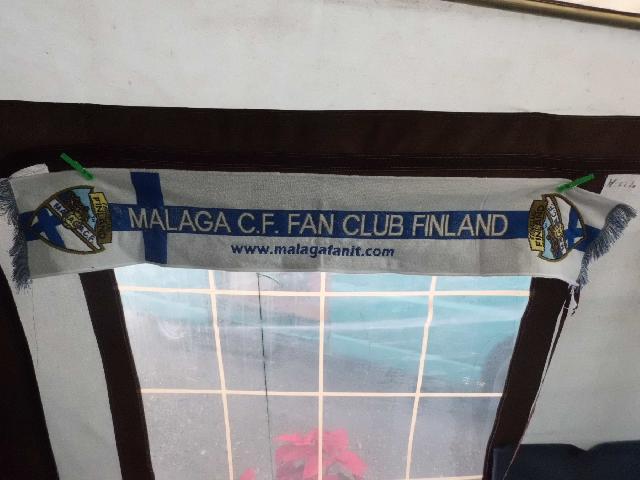 MALAGA C.F. FAN CLUB FINLAND
www.malagafanit.com